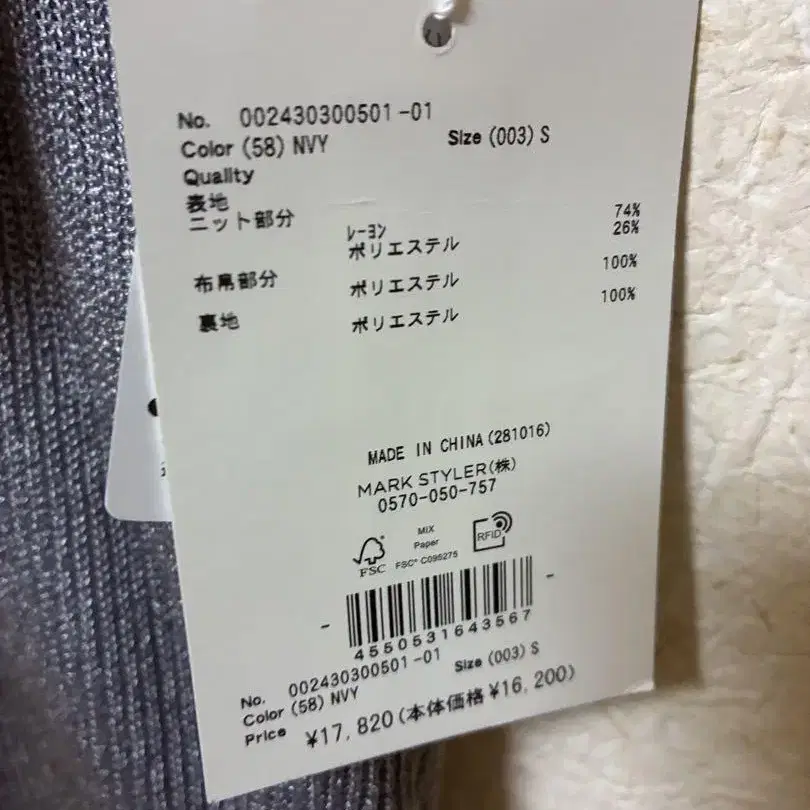 No. 002430300501-01
Color (58) NVY Size (003) S
Quality
表地
ニット部分
レーヨン 74%
ポリエステル 26%
布帛部分 ポリエステル 100%
裏地 ポリエステル 100%
MADE IN CHINA(281016)
MARK STYLER(株)
0570-050-757
MIX
Paper
FSC FSC® C095275
RFID
4550531643567
No. 002430300501-01
Color (58) NVY Size (003) S
Price ¥17,820(本体価格¥16,200)